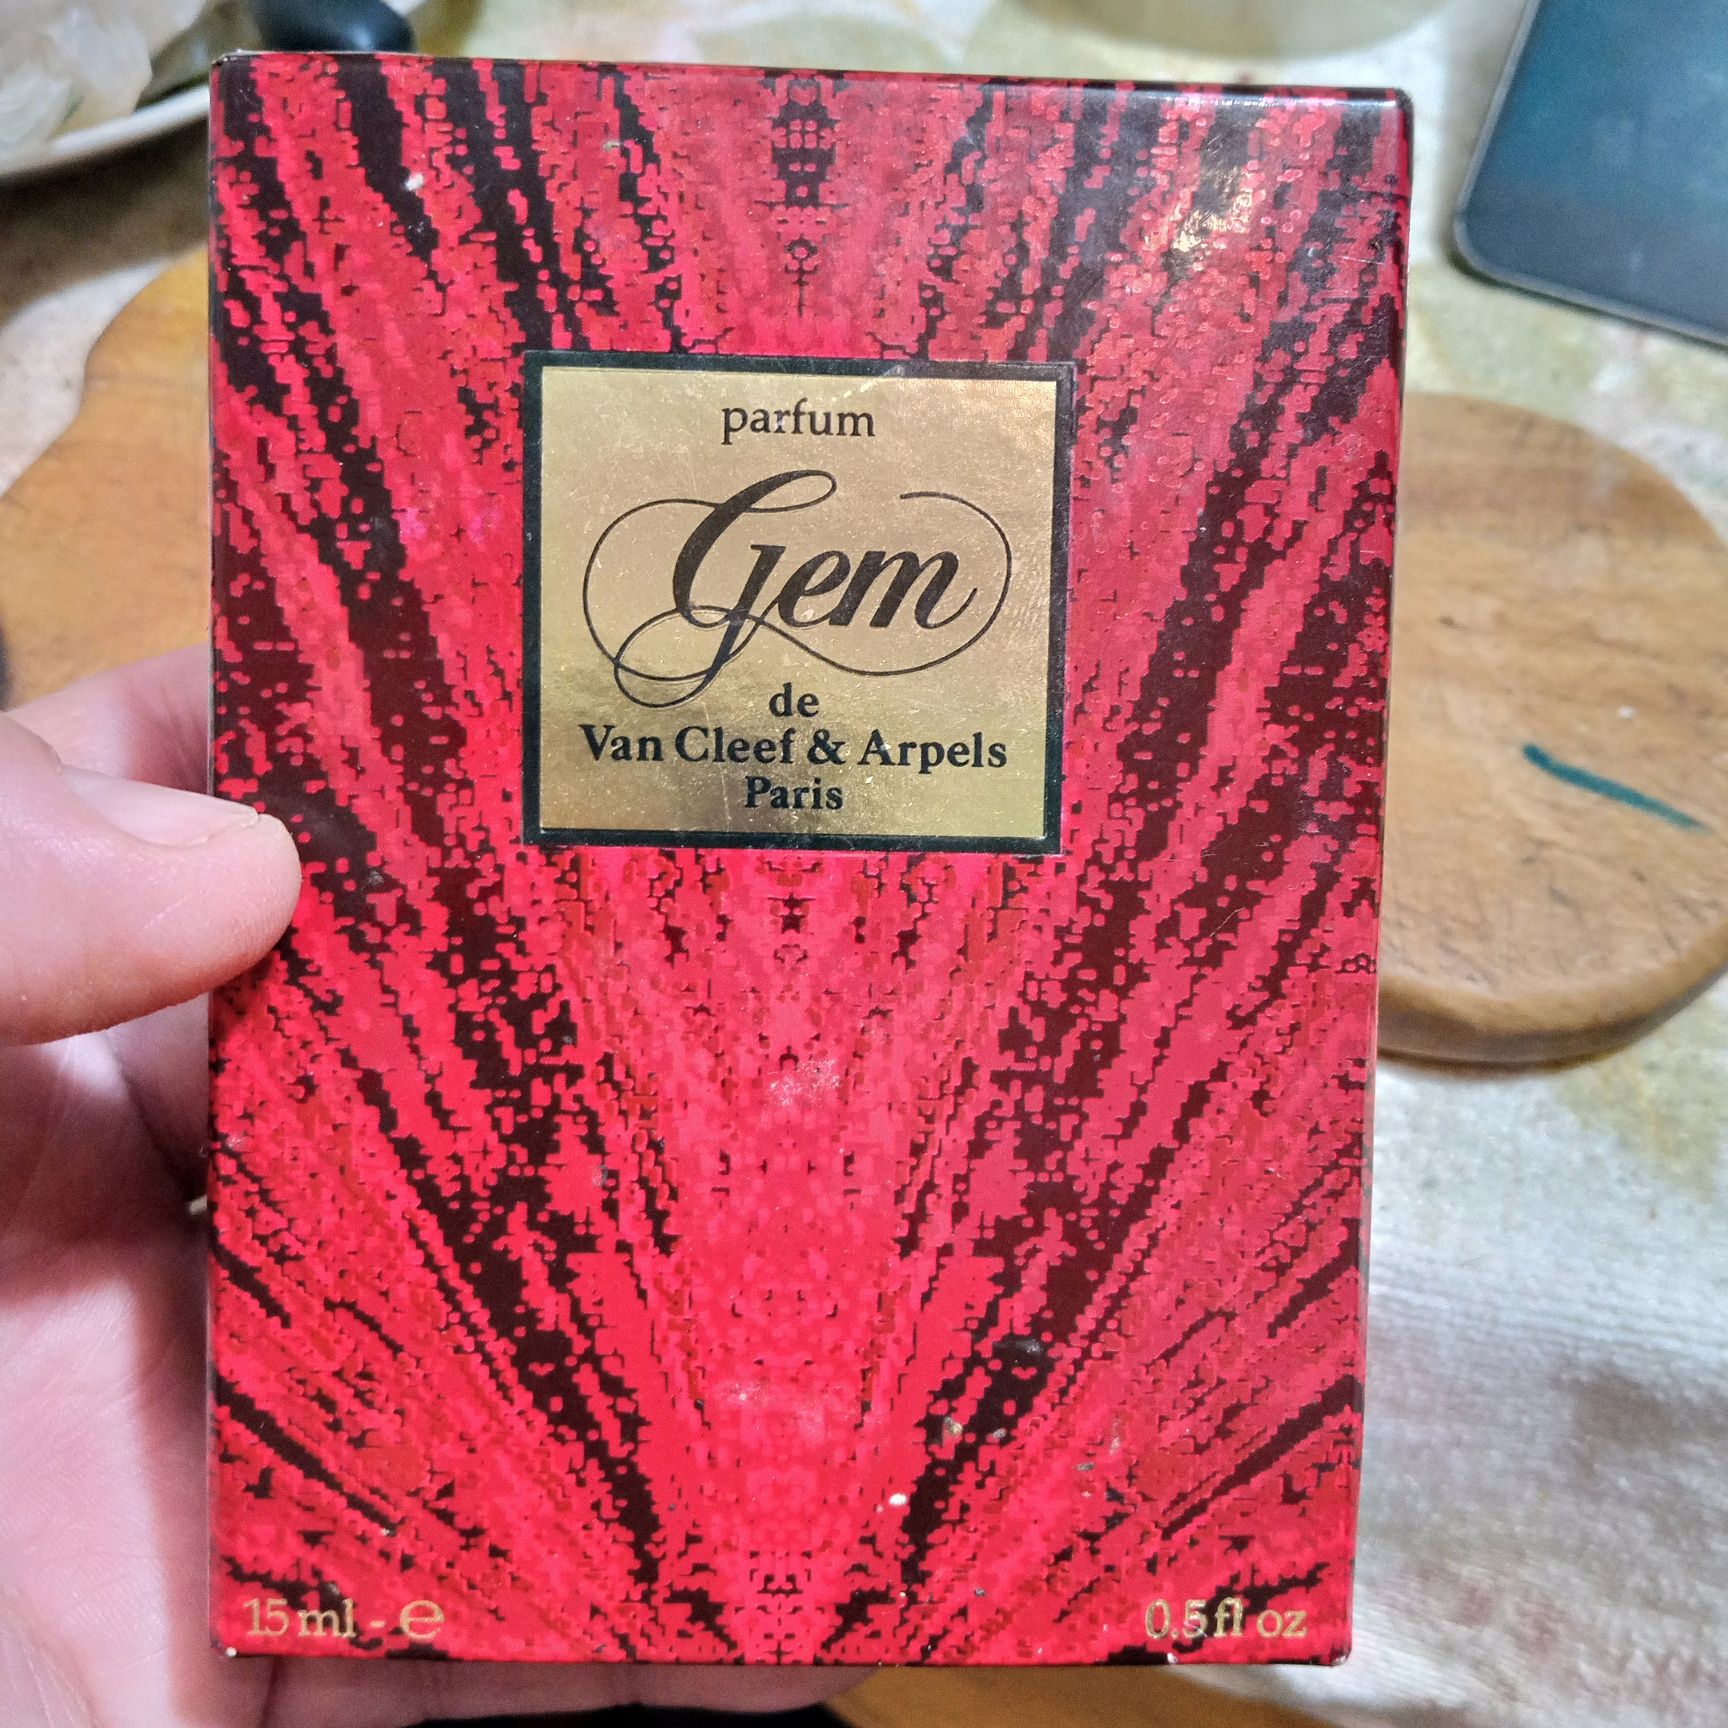 parfum
Gem
de
Van Cleef & Arpels
Paris
15 ml - ℮
0.5 fl oz